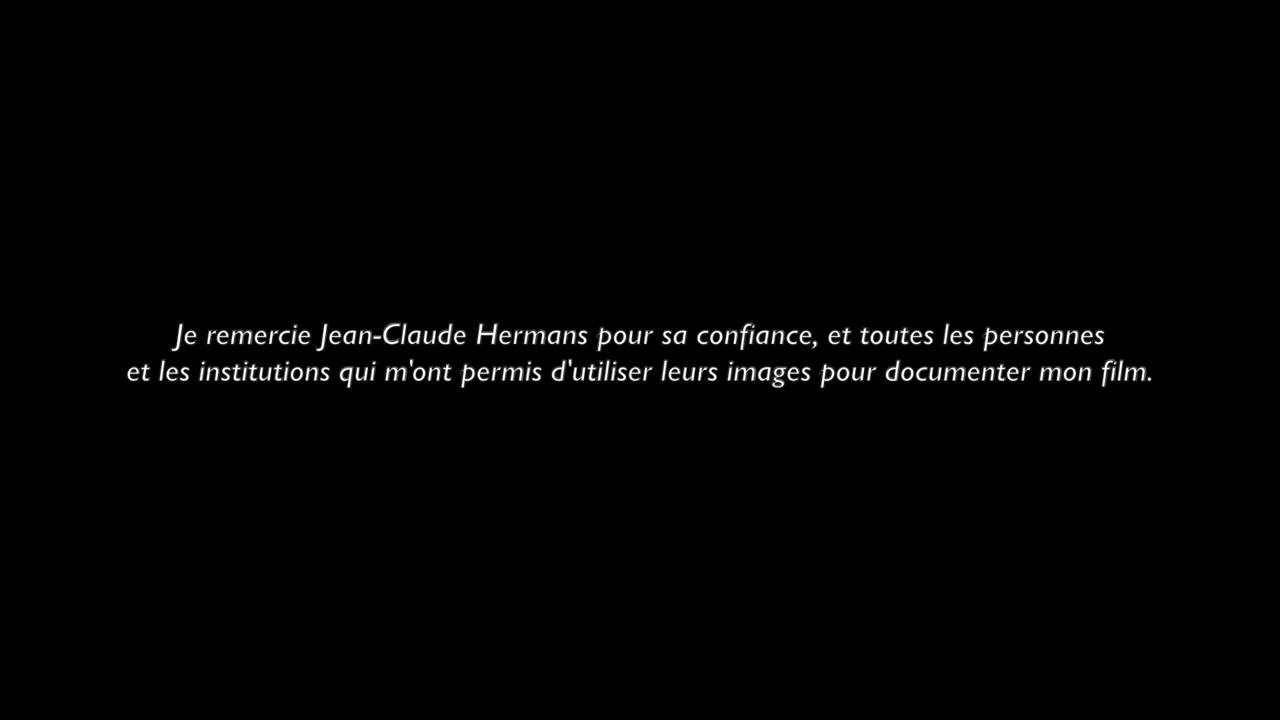 Je remercie Jean-Claude Hermans pour sa confiance, et toutes les personnes
et les institutions qui m'ont permis d'utiliser leurs images pour documenter mon film.